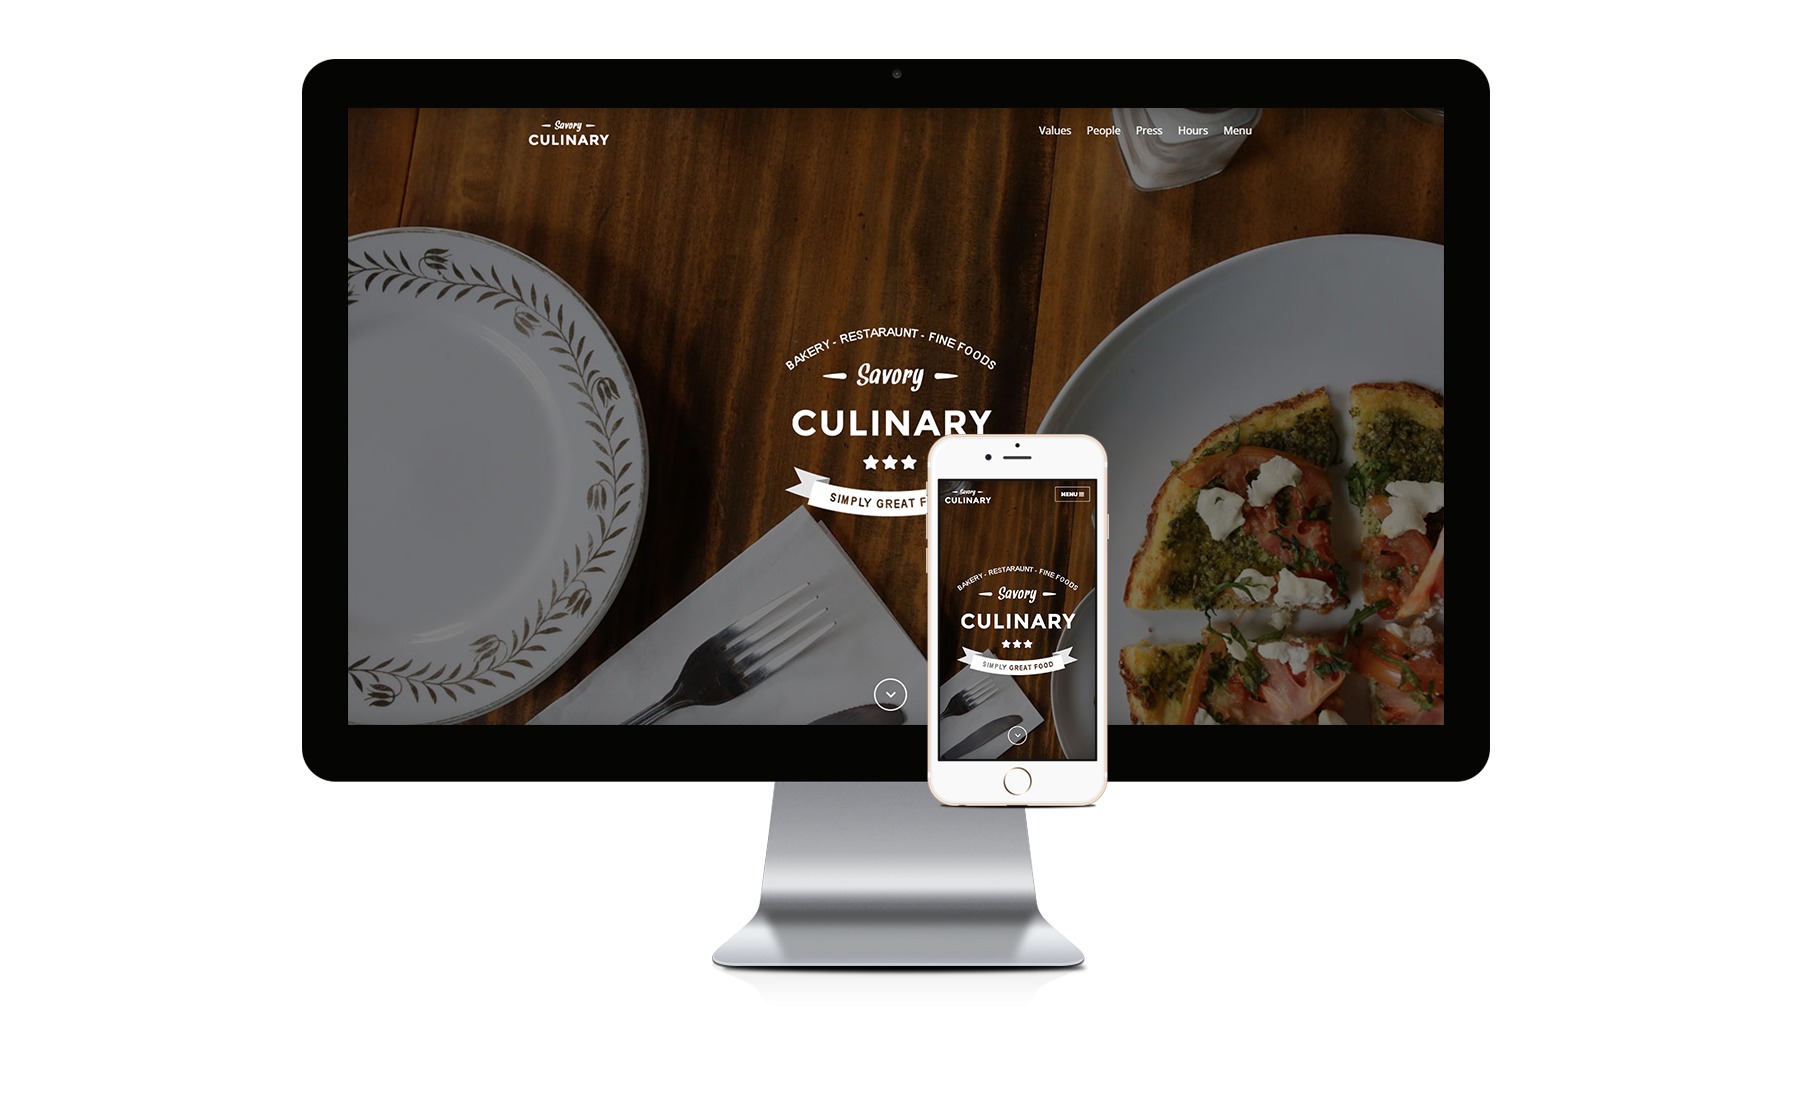 Savory
CULINARY
Values People Press Hours Menu
BAKERY - RESTARAUNT - FINE FOODS
Savory
CULINARY
SIMPLY GREAT F
Savory
CULINARY
MENU
BAKERY - RESTARAUNT - FINE FOODS
Savory
CULINARY
SIMPLY GREAT FOOD